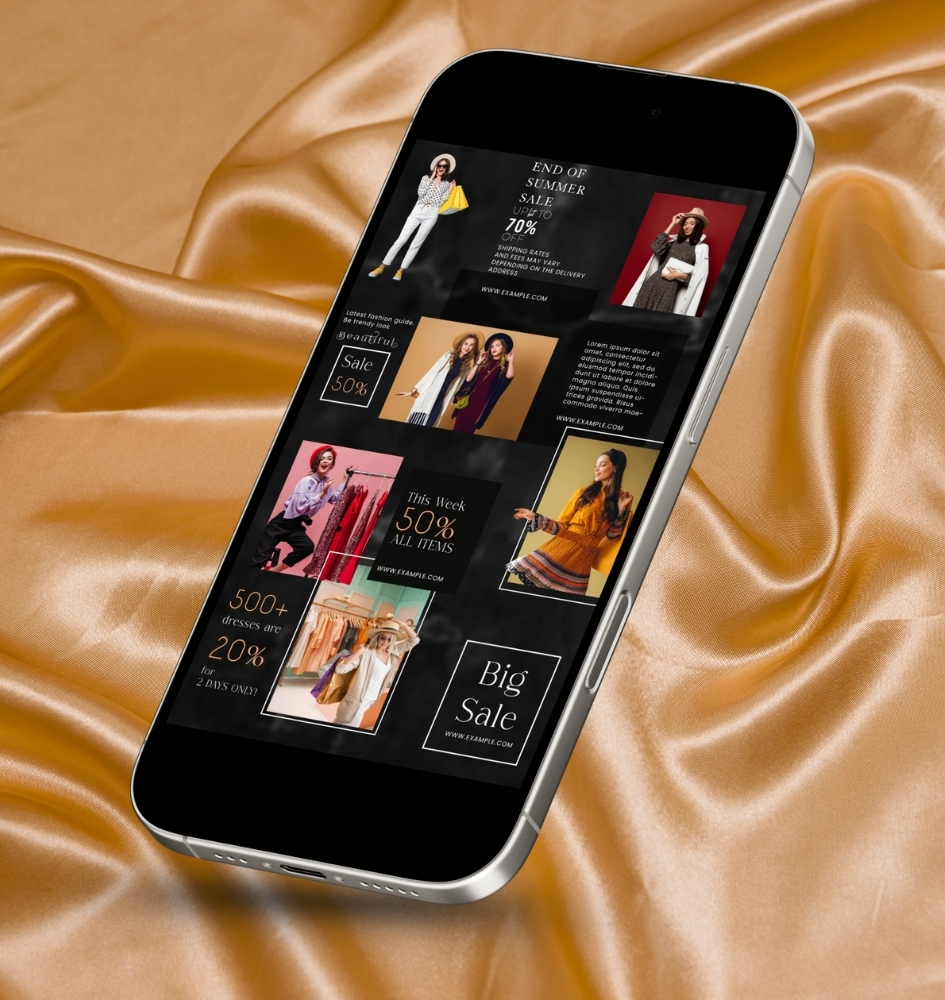 END OF
SUMMER
SALE
UP TO
70%
OFF
SHIPPING RATES
AND FEES MAY VARY
DEPENDING ON THE DELIVERY
ADDRESS
WWW.EXAMPLE.COM
Latest fashion guide.
Be trendy look
Beautiful
Sale
50%
Lorem ipsum dolor sit
amet, consectetur
adipiscing elit, sed do
eiusmod tempor incidi-
dunt ut labore et dolore
magna aliqua. Quis
ipsum suspendisse ul-
trices gravida. Risus
commodo viverra mae-
WWW.EXAMPLE.COM
This Week
50%
ALL ITEMS
WWW.EXAMPLE.COM
500+
dresses are
20%
for
2 DAYS ONLY!
Big
Sale
WWW.EXAMPLE.COM